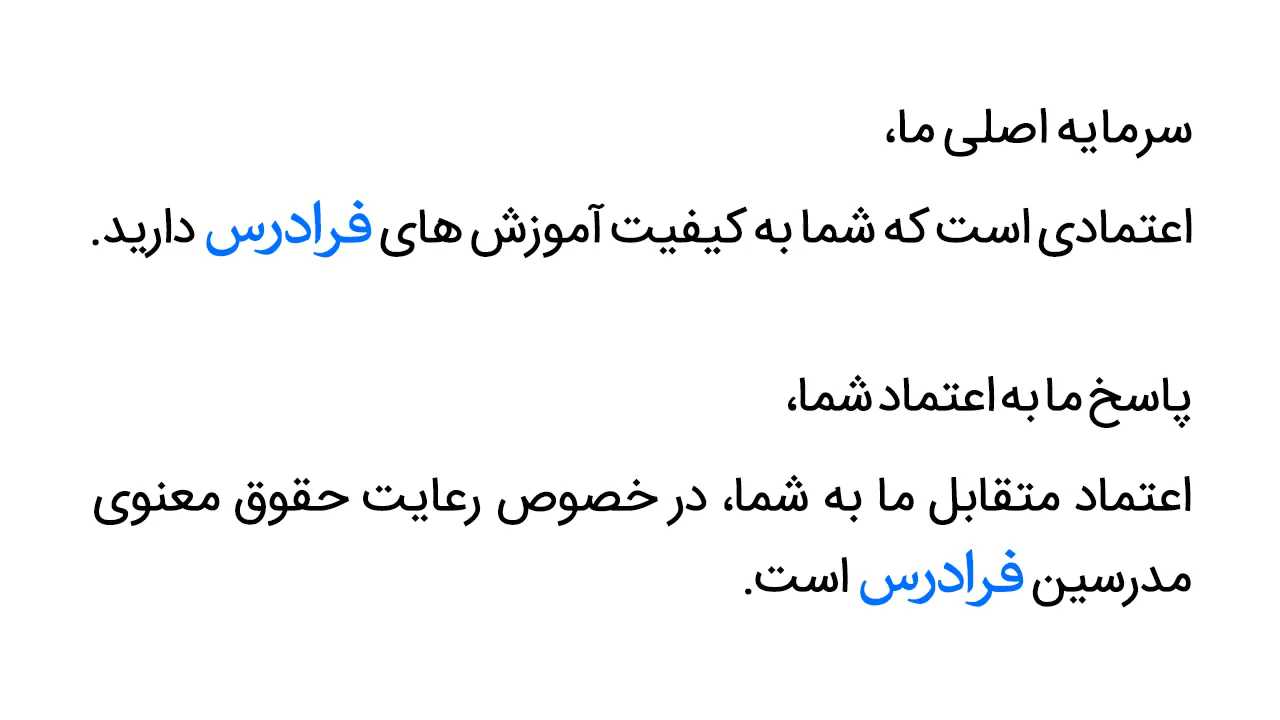 سرمایه اصلی ما،
اعتمادی است که شما به کیفیت آموزش های فرادرس دارید.
پاسخ ما به اعتماد شما،
اعتماد متقابل ما به شما، در خصوص رعایت حقوق معنوی
مدرسین فرادرس است.